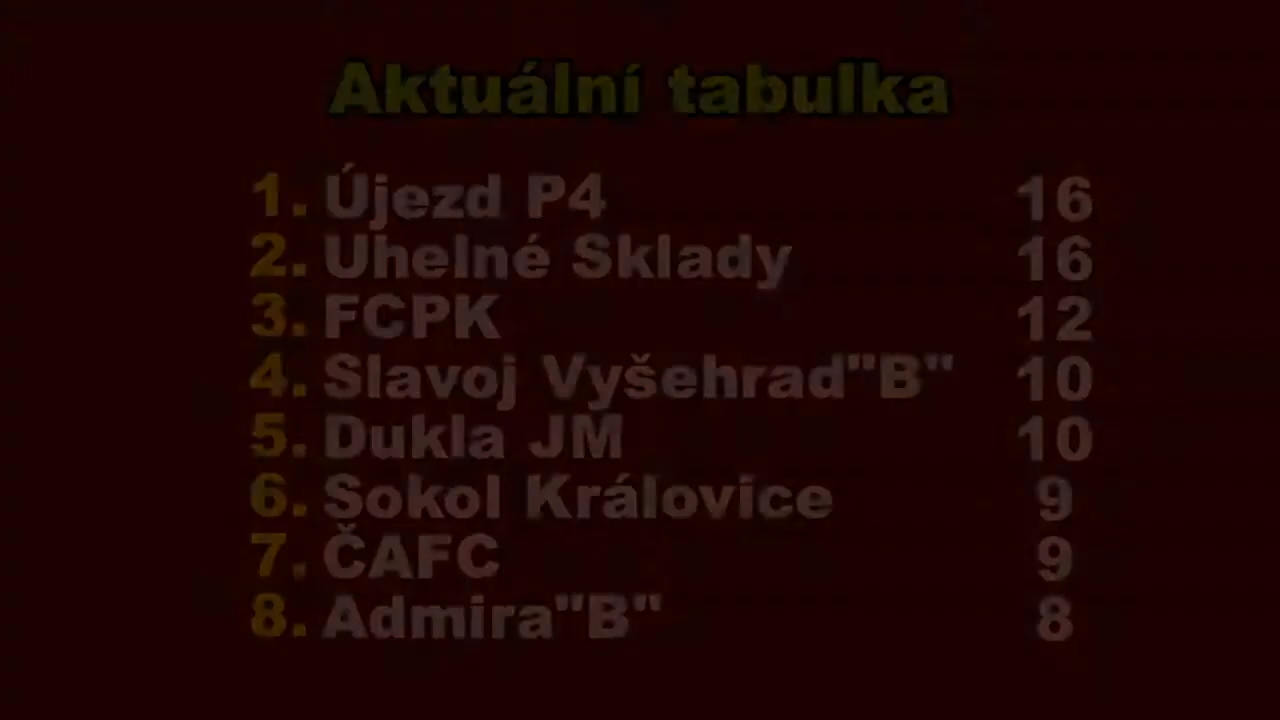 Aktuální tabulka
1. Újezd P4 16
2. Uhelné Sklady 16
3. FCPK 12
4. Slavoj Vyšehrad"B" 10
5. Dukla JM 10
6. Sokol Královice 9
7. ČAFC 9
8. Admira"B" 8